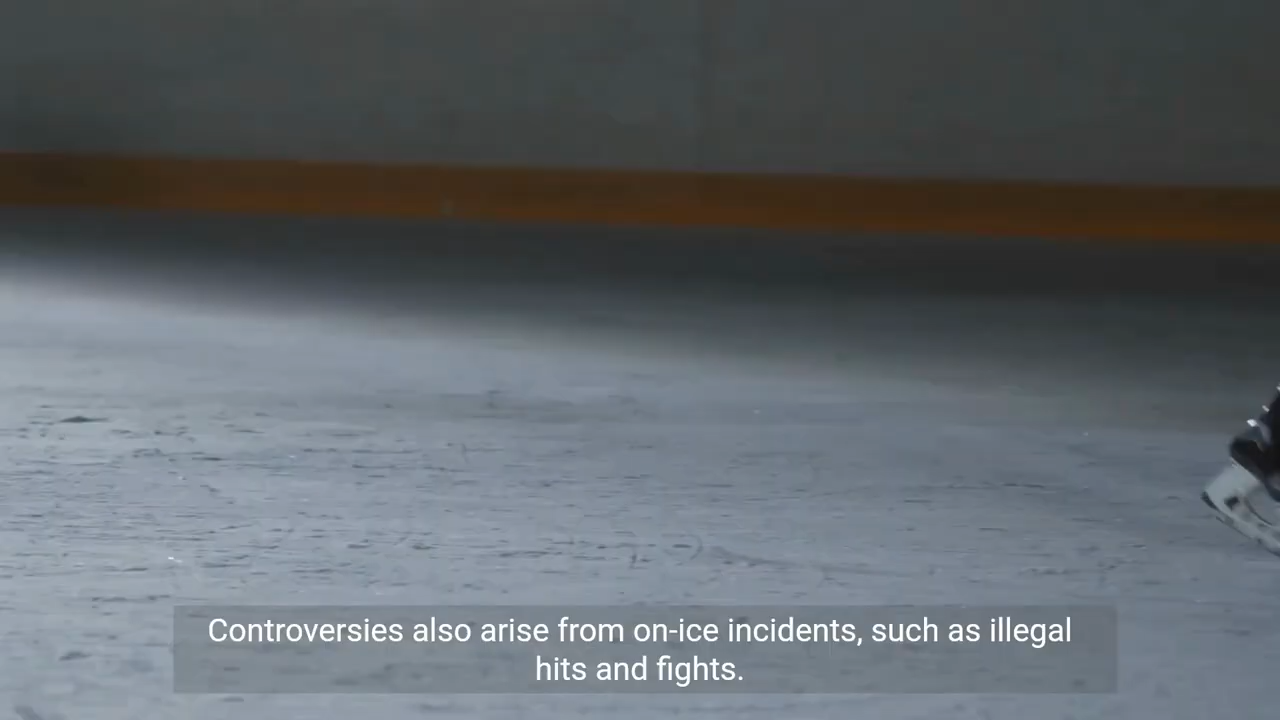 Controversies also arise from on-ice incidents, such as illegal
hits and fights.